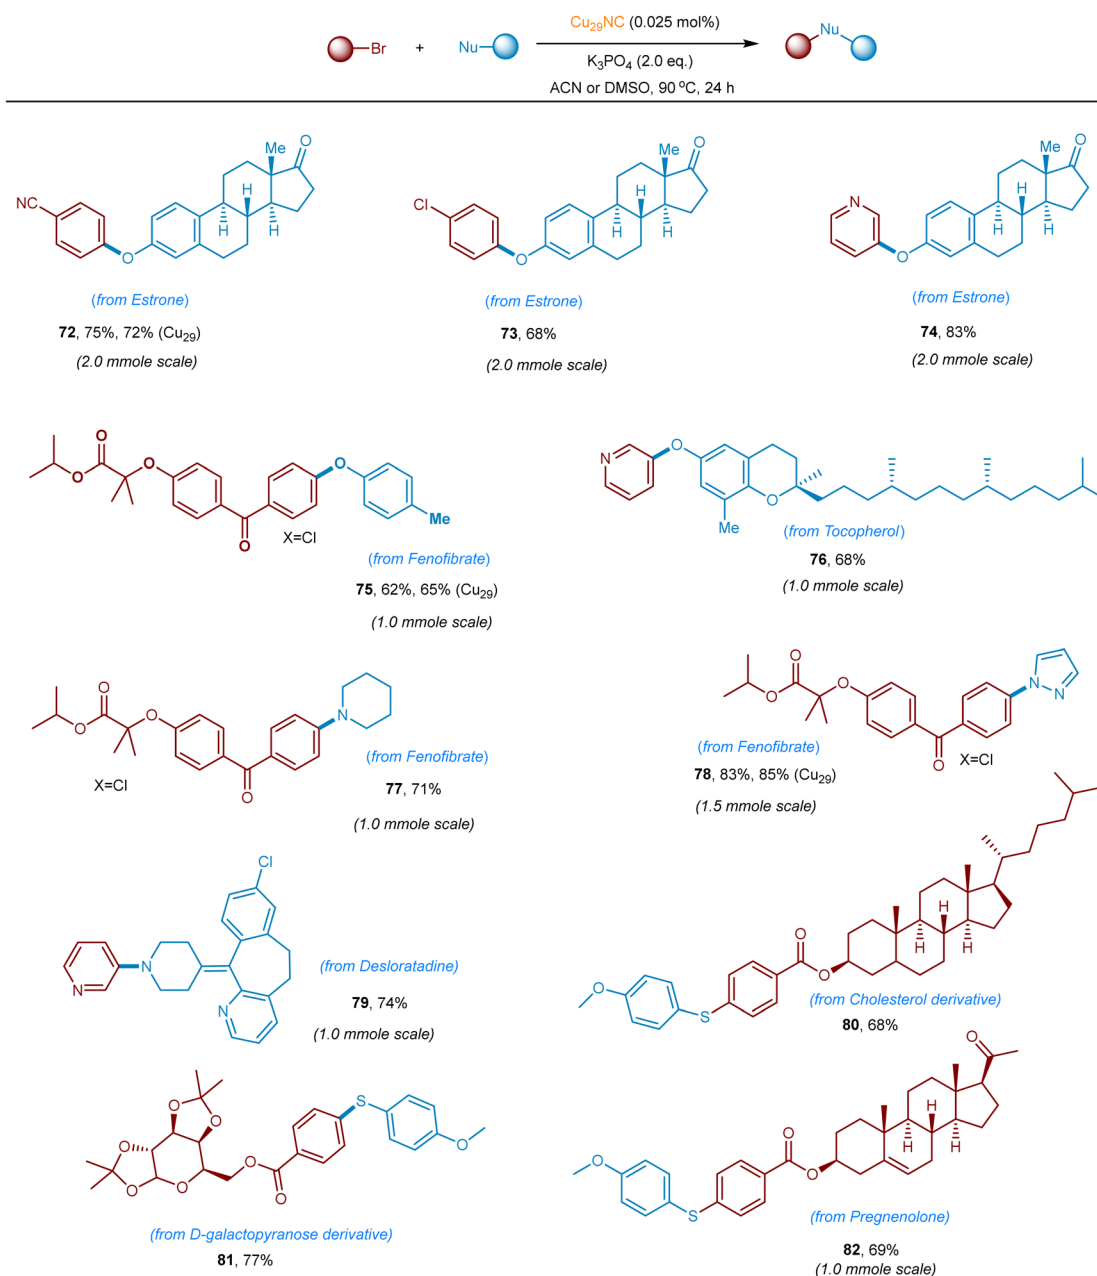 Br + Nu Cu29NC (0.025 mol%) Nu
K3PO4 (2.0 eq.)
ACN or DMSO, 90 °C, 24 h
NC O Me O H H H
(from Estrone)
72, 75%, 72% (Cu29)
(2.0 mmole scale)
Cl O Me O H H H
(from Estrone)
73, 68%
(2.0 mmole scale)
N O Me O H H H
(from Estrone)
74, 83%
(2.0 mmole scale)
O O O O O Me
X=Cl
(from Fenofibrate)
75, 62%, 65% (Cu29)
(1.0 mmole scale)
N O O Me
(from Tocopherol)
76, 68%
(1.0 mmole scale)
O O O O N
X=Cl
(from Fenofibrate)
77, 71%
(1.0 mmole scale)
O O O O N N
X=Cl
(from Fenofibrate)
78, 83%, 85% (Cu29)
(1.5 mmole scale)
Cl N N N
(from Desloratadine)
79, 74%
(1.0 mmole scale)
O S O O H H H
(from Cholesterol derivative)
80, 68%
O O O O O O O S O
(from D-galactopyranose derivative)
81, 77%
O S O O O H H H
(from Pregnenolone)
82, 69%
(1.0 mmole scale)